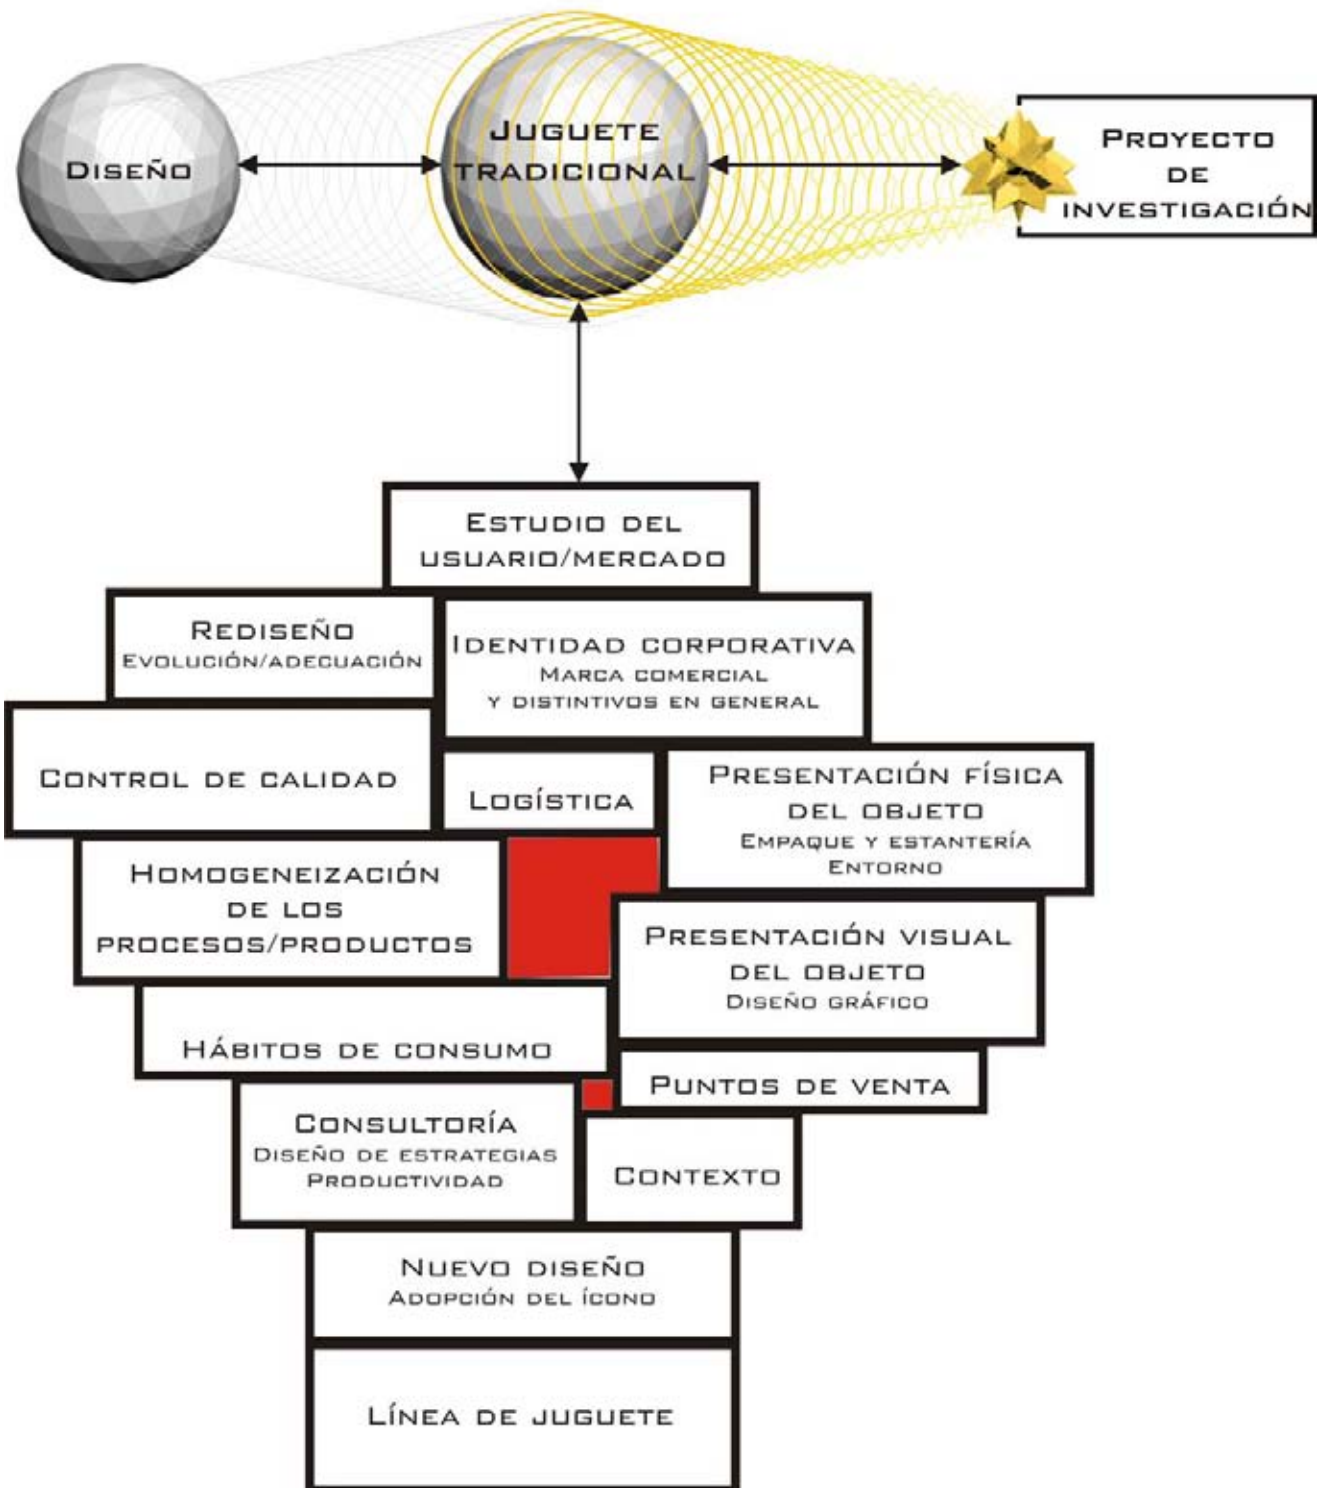 DISEÑO
JUGUETE
TRADICIONAL
PROYECTO
DE
INVESTIGACIÓN
ESTUDIO DEL
USUARIO/MERCADO
REDISEÑO
EVOLUCIÓN/ADECUACIÓN
IDENTIDAD CORPORATIVA
MARCA COMERCIAL
Y DISTINTIVOS EN GENERAL
CONTROL DE CALIDAD
LOGÍSTICA
PRESENTACIÓN FÍSICA
DEL OBJETO
EMPAQUE Y ESTANTERÍA
ENTORNO
HOMOGENEIZACIÓN
DE LOS
PROCESOS/PRODUCTOS
PRESENTACIÓN VISUAL
DEL OBJETO
DISEÑO GRÁFICO
HÁBITOS DE CONSUMO
PUNTOS DE VENTA
CONSULTORÍA
DISEÑO DE ESTRATEGIAS
PRODUCTIVIDAD
CONTEXTO
NUEVO DISEÑO
ADOPCIÓN DEL ÍCONO
LÍNEA DE JUGUETE